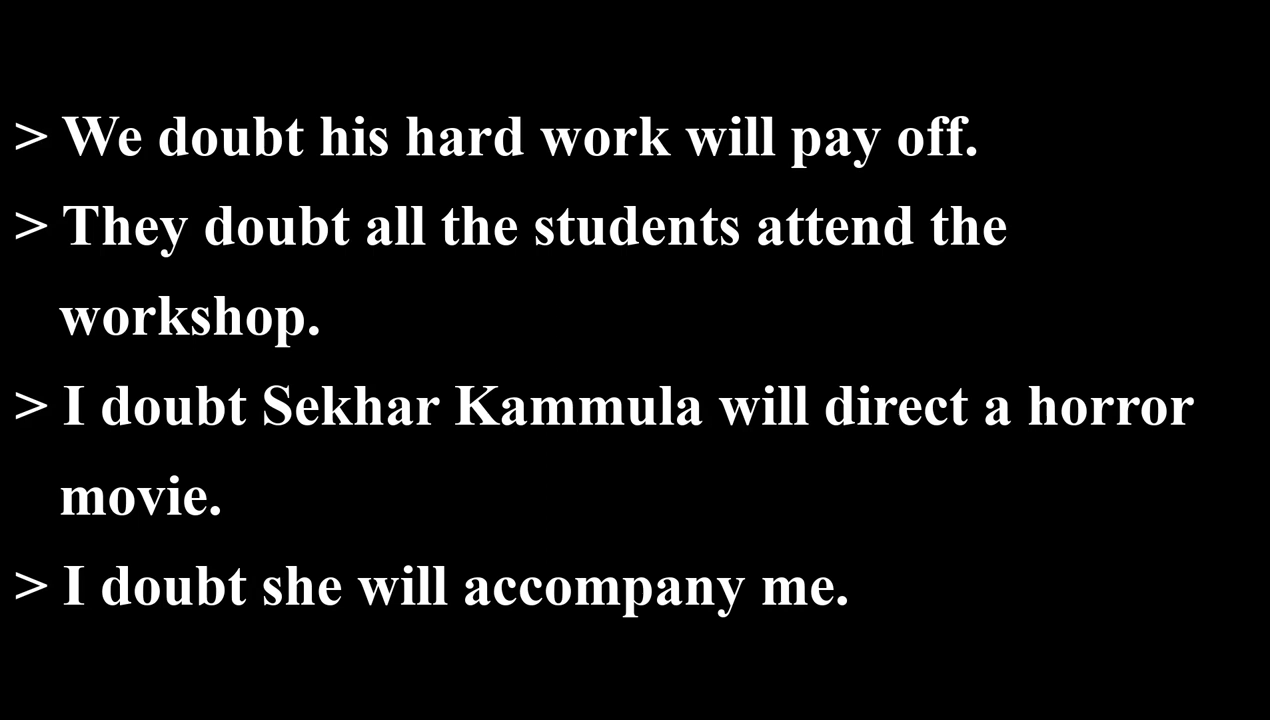 > We doubt his hard work will pay off.
> They doubt all the students attend the
workshop.
> I doubt Sekhar Kammula will direct a horror
movie.
> I doubt she will accompany me.